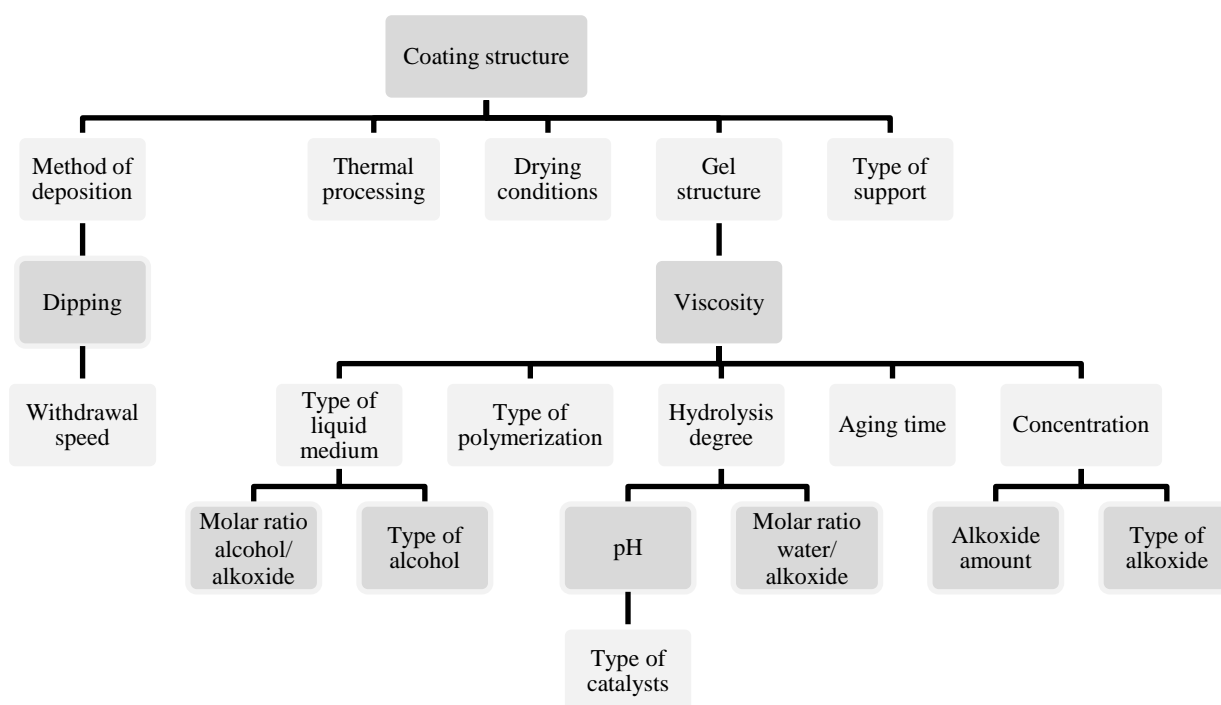 Coating structure
Method of
deposition
Thermal
processing
Drying
conditions
Gel
structure
Type of
support
Dipping
Viscosity
Withdrawal
speed
Type of
liquid
medium
Type of
polymerization
Hydrolysis
degree
Aging time
Concentration
Molar ratio
alcohol/
alkoxide
Type of
alcohol
pH
Molar ratio
water/
alkoxide
Alkoxide
amount
Type of
alkoxide
Type of
catalysts